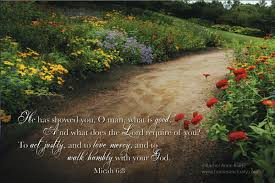 He has showed you, O man, what is good.
And what does the Lord require of you?
To act justly, and to love mercy, and to
walk humbly with your God.
Micah 6:8